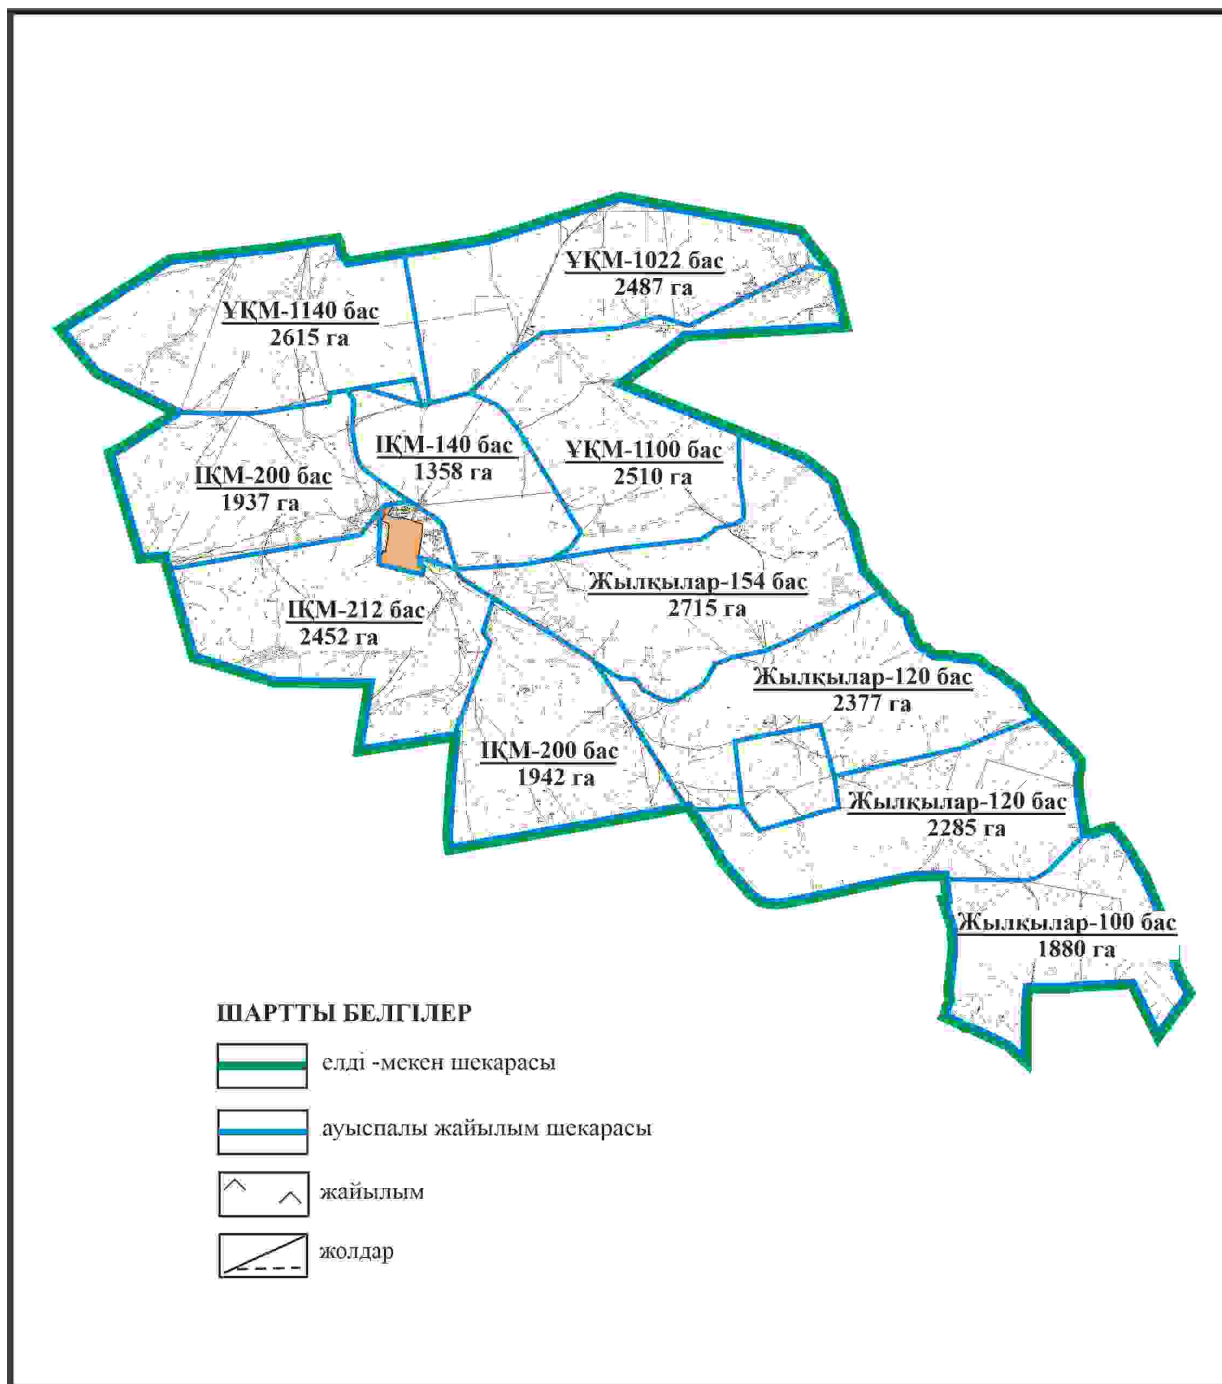 ҰҚМ-1022 бас
2487 га
ҰҚМ-1140 бас
2615 га
ІҚМ-140 бас
1358 га
ҰҚМ-1100 бас
2510 га
ІҚМ-200 бас
1937 га
Жылқылар-154 бас
2715 га
ІҚМ-212 бас
2452 га
Жылқылар-120 бас
2377 га
ІҚМ-200 бас
1942 га
Жылқылар-120 бас
2285 га
Жылқылар-100 бас
1880 га
ШАРТТЫ БЕЛГІЛЕР
елді -мекен шекарасы
ауыспалы жайылым шекарасы
жайылым
жолдар